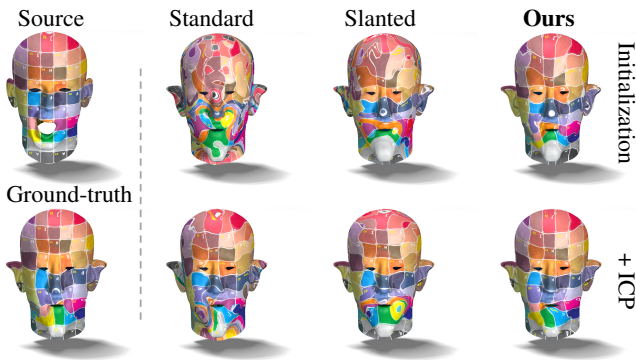 Source
Standard
Slanted
Ours
Initialization
Ground-truth
+ ICP